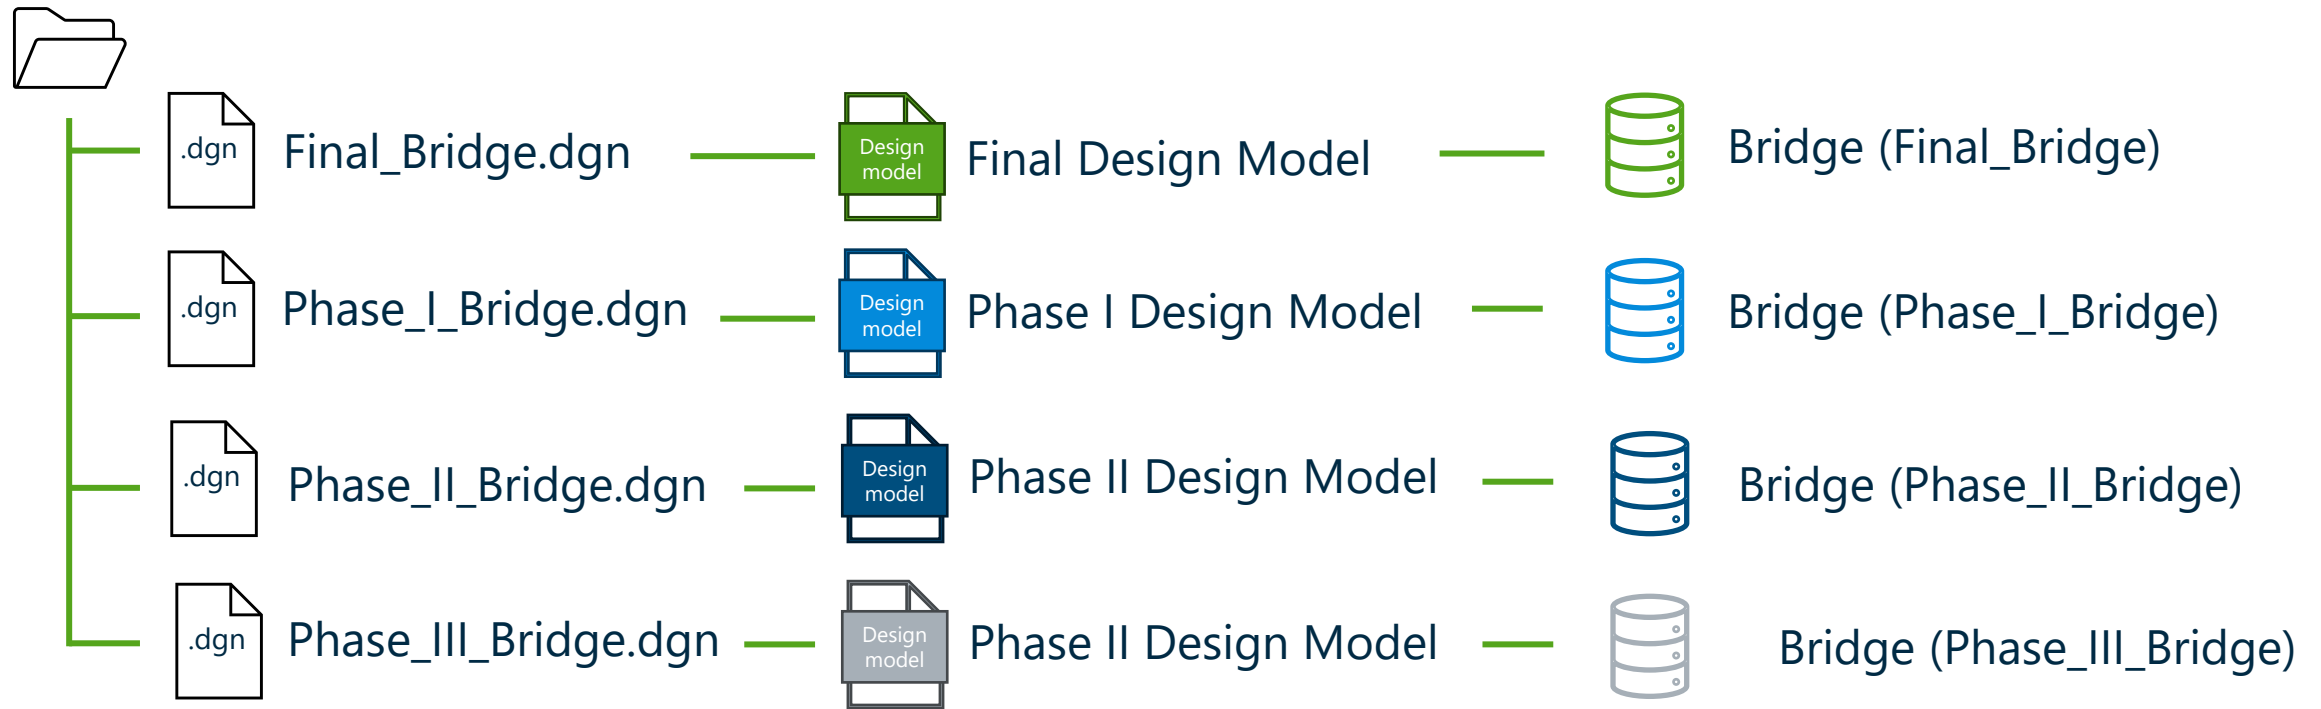 .dgn
Final_Bridge.dgn
Design
model
Final Design Model
Bridge (Final_Bridge)
.dgn
Phase_I_Bridge.dgn
Design
model
Phase I Design Model
Bridge (Phase_I_Bridge)
.dgn
Phase_II_Bridge.dgn
Design
model
Phase II Design Model
Bridge (Phase_II_Bridge)
.dgn
Phase_III_Bridge.dgn
Design
model
Phase II Design Model
Bridge (Phase_III_Bridge)